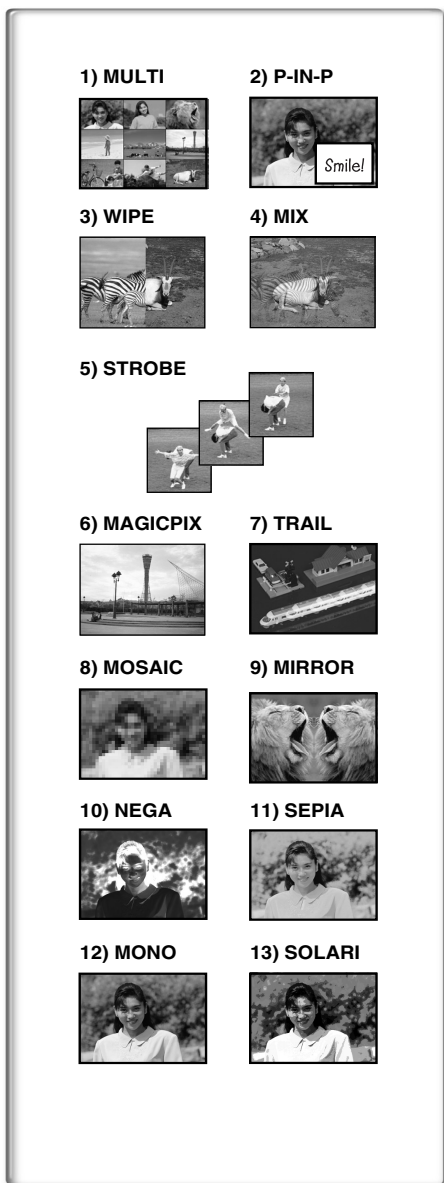 1) MULTI
2) P-IN-P
Smile!
3) WIPE
4) MIX
5) STROBE
6) MAGICPIX
7) TRAIL
8) MOSAIC
9) MIRROR
10) NEGA
11) SEPIA
12) MONO
13) SOLARI